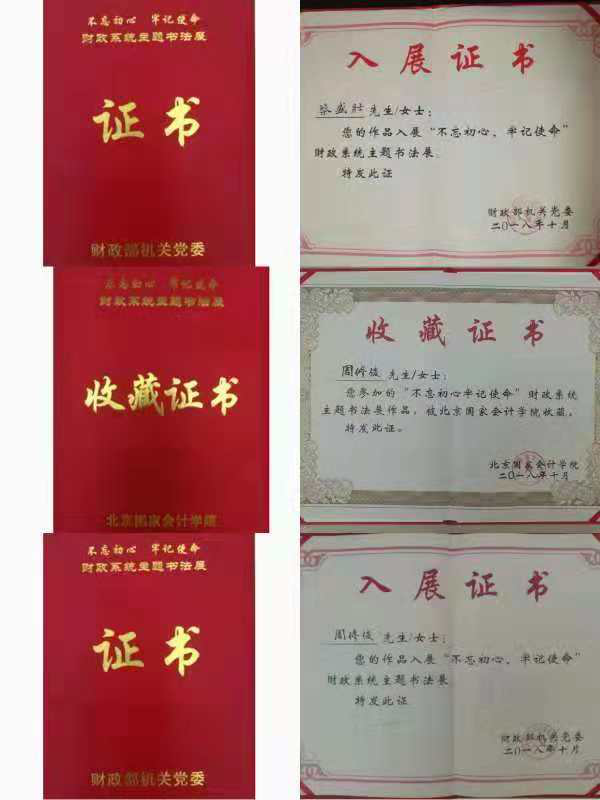 不忘初心 牢记使命
财政系统主题书法展
证书
财政部机关党委
入展证书
先生/女士：
您的作品入展“不忘初心、牢记使命”
财政系统主题书法展
特发此证
财政部机关党委
二〇一八年十月
不忘初心 牢记使命
财政系统主题书法展
收藏证书
北京国家会计学院
收藏证书
先生/女士：
您参加的“不忘初心牢记使命”财政系统
主题书法展作品，被北京国家会计学院收藏。
特发此证。
北京国家会计学院
二〇一八年十月
不忘初心 牢记使命
财政系统主题书法展
证书
财政部机关党委
入展证书
先生/女士：
您的作品入展“不忘初心、牢记使命”
财政系统主题书法展
特发此证
财政部机关党委
二〇一八年十月